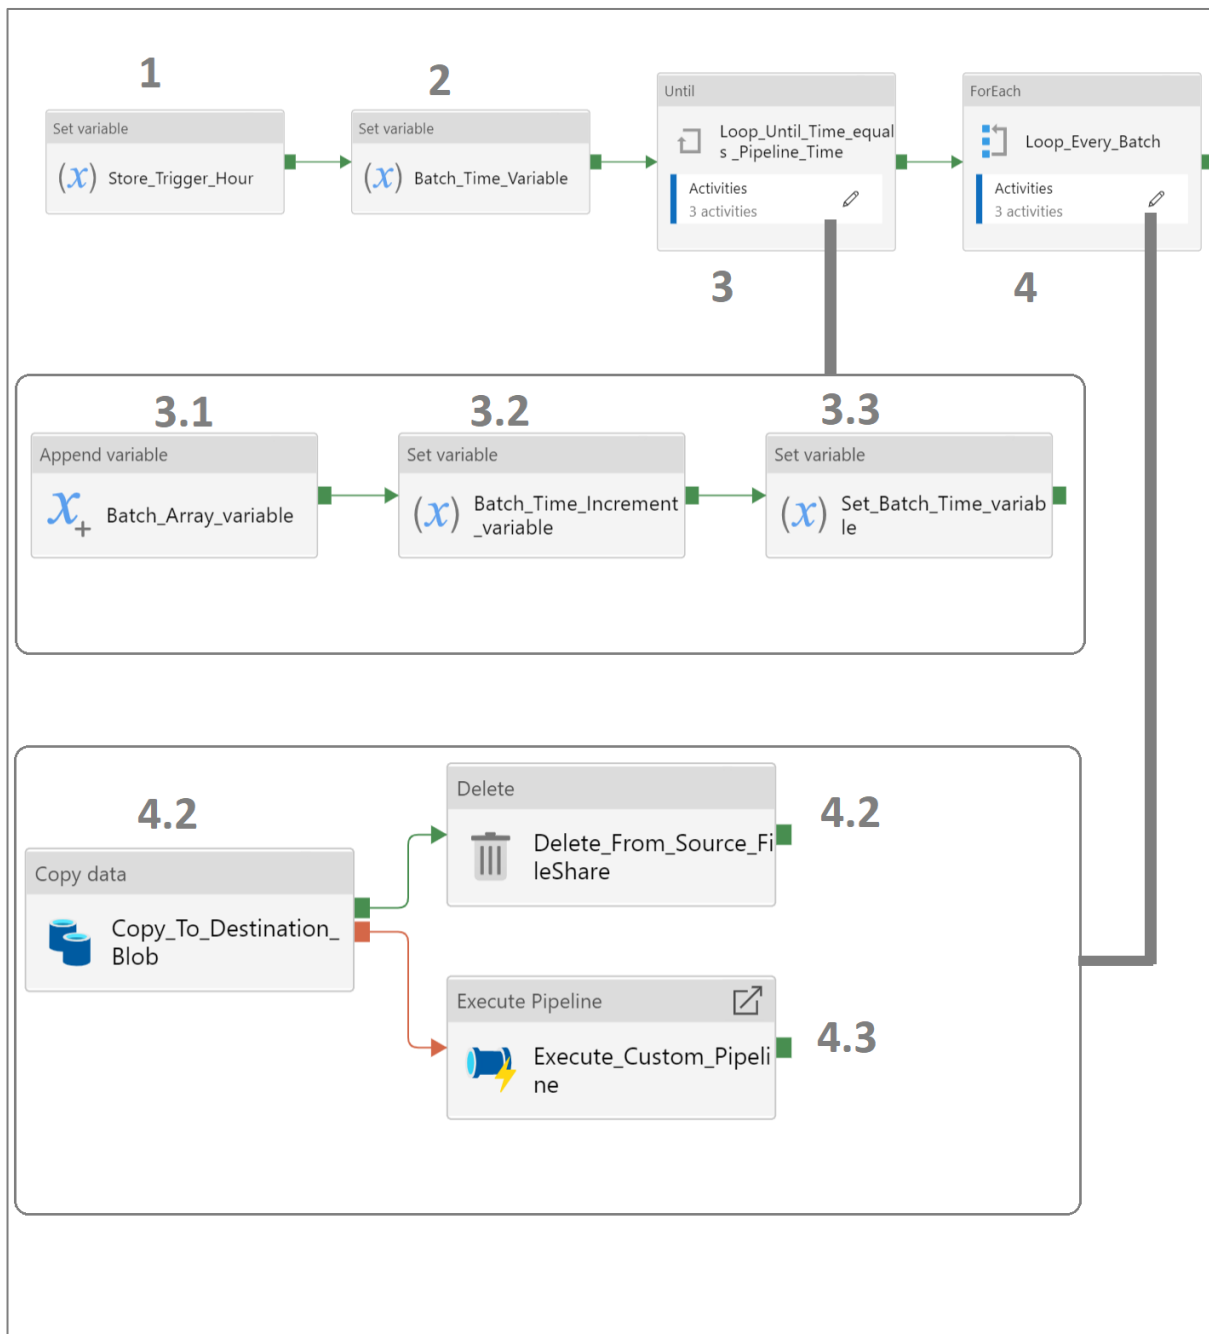 1
2
Set variable
Store_Trigger_Hour
Set variable
Batch_Time_Variable
Until
Loop_Until_Time_equal
s _Pipeline_Time
Activities
3 activities
ForEach
Loop_Every_Batch
Activities
3 activities
3
4
3.1
3.2
3.3
Append variable
Batch_Array_variable
Set variable
Batch_Time_Increment
_variable
Set variable
Set_Batch_Time_variab
le
4.2
Copy data
Copy_To_Destination_
Blob
Delete
Delete_From_Source_Fi
leShare
4.2
Execute Pipeline
Execute_Custom_Pipeli
ne
4.3